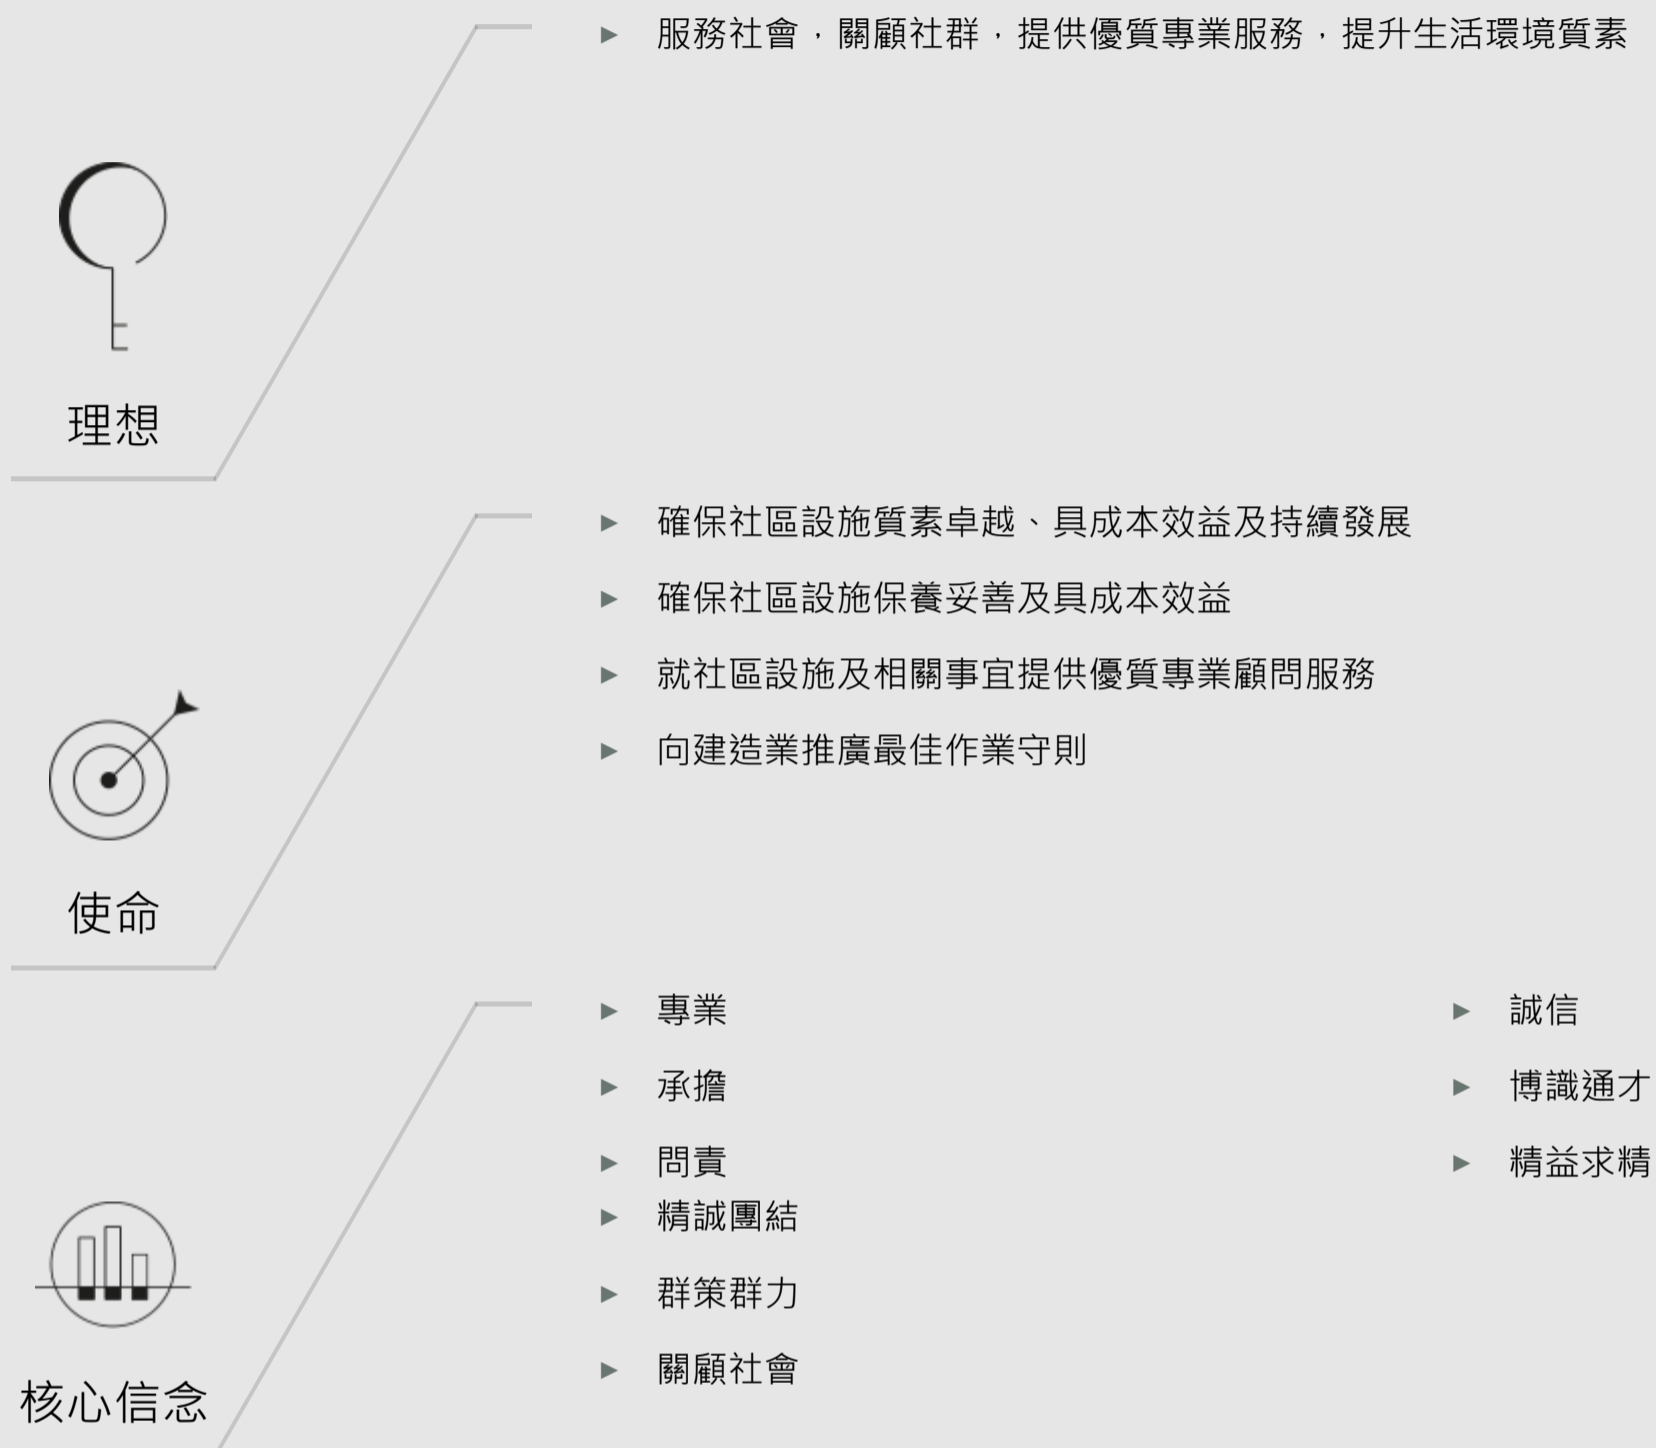 服務社會，關顧社群，提供優質專業服務，提升生活環境質素
理想
確保社區設施質素卓越、具成本效益及持續發展
確保社區設施保養妥善及具成本效益
就社區設施及相關事宜提供優質專業顧問服務
向建造業推廣最佳作業守則
使命
專業
承擔
問責
精誠團結
群策群力
關顧社會
誠信
博識通才
精益求精
核心信念